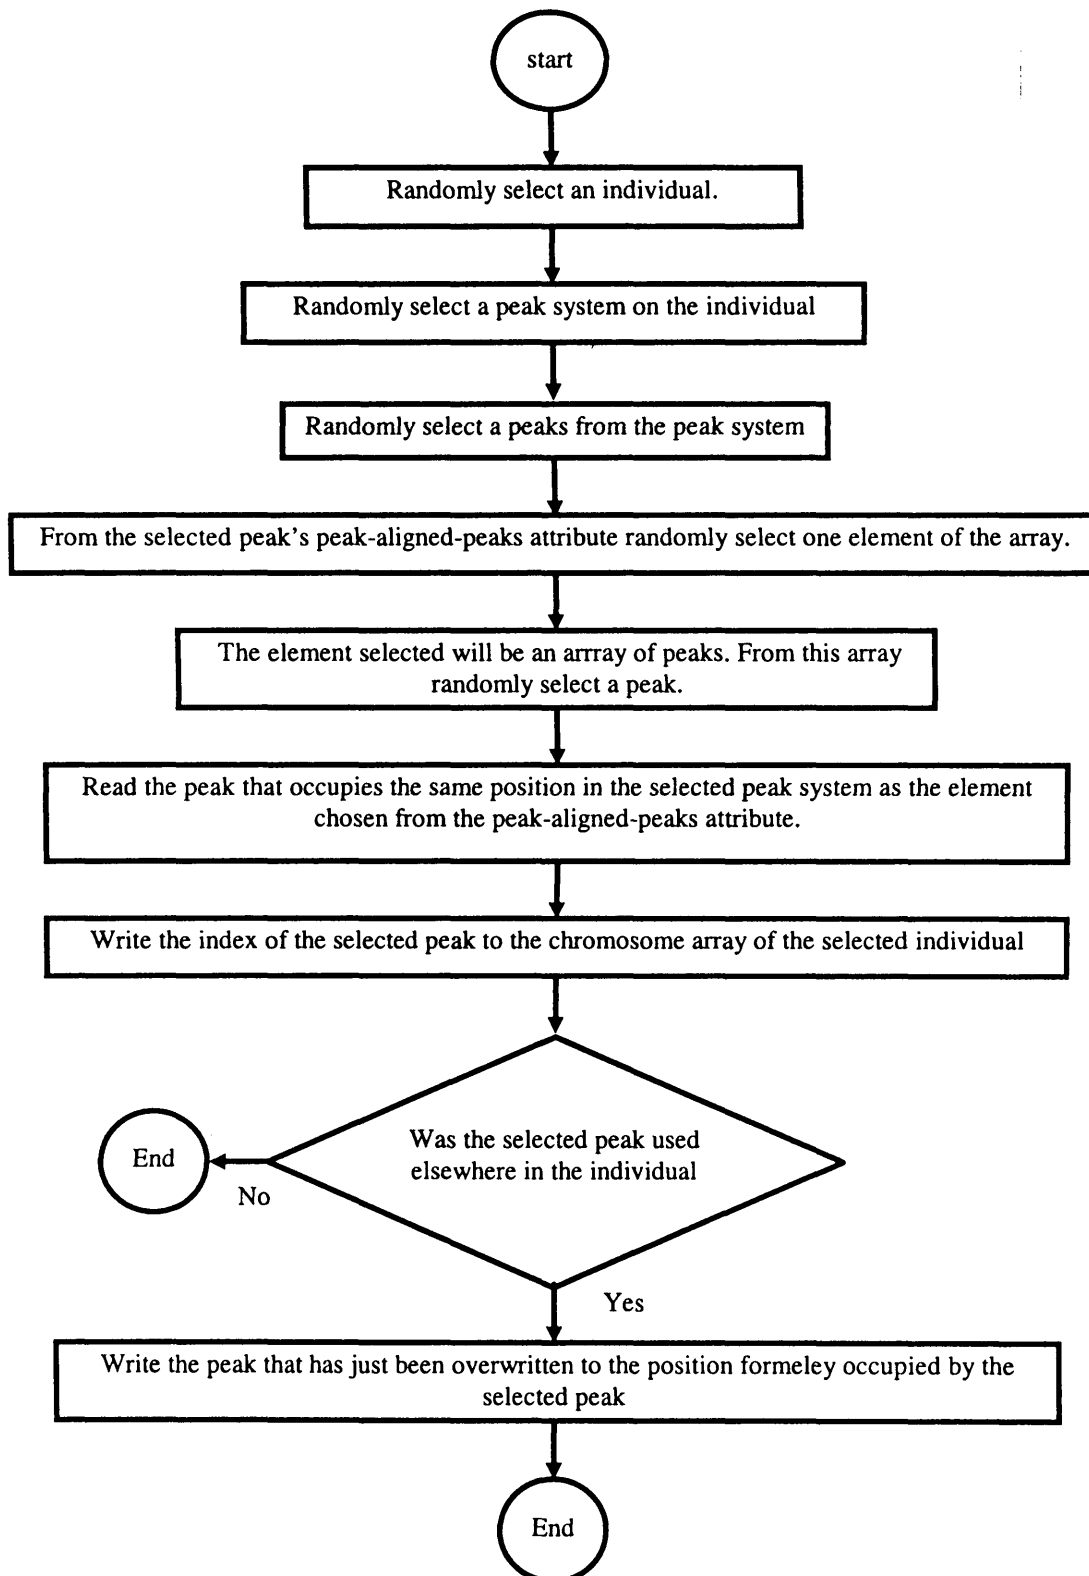 start
Randomly select an individual.
Randomly select a peak system on the individual
Randomly select a peaks from the peak system
From the selected peak's peak-aligned-peaks attribute randomly select one element of the array.
The element selected will be an arrray of peaks. From this array
randomly select a peak.
Read the peak that occupies the same position in the selected peak system as the element
chosen from the peak-aligned-peaks attribute.
Write the index of the selected peak to the chromosome array of the selected individual
Was the selected peak used
elsewhere in the individual
End
No
Yes
Write the peak that has just been overwritten to the position formeley occupied by the
selected peak
End